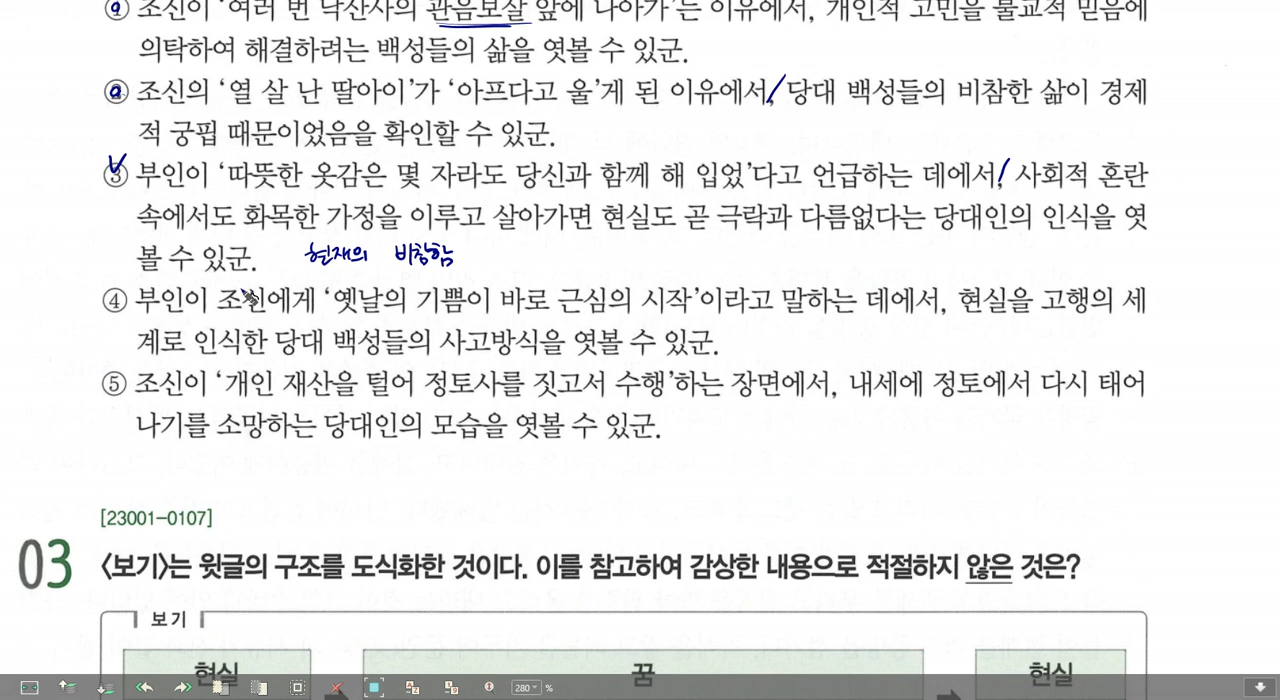 ① 조신이 ‘여러 번 낙산사의 관음보살 앞에 나아가’는 이유에서, 개인적 고민을 불교적 믿음에
의탁하여 해결하려는 백성들의 삶을 엿볼 수 있군.
② 조신의 ‘열 살 난 딸아이’가 ‘아프다고 울’게 된 이유에서, 당대 백성들의 비참한 삶이 경제
적 궁핍 때문이었음을 확인할 수 있군.
③ 부인이 ‘따뜻한 옷감은 몇 자라도 당신과 함께 해 입었’다고 언급하는 데에서, 사회적 혼란
속에서도 화목한 가정을 이루고 살아가면 현실도 곧 극락과 다름없다는 당대인의 인식을 엿
볼 수 있군. 현재의 비참함
④ 부인이 조신에게 ‘옛날의 기쁨이 바로 근심의 시작’이라고 말하는 데에서, 현실을 고행의 세
계로 인식한 당대 백성들의 사고방식을 엿볼 수 있군.
⑤ 조신이 ‘개인 재산을 털어 정토사를 짓고서 수행’하는 장면에서, 내세에 정토에서 다시 태어
나기를 소망하는 당대인의 모습을 엿볼 수 있군.
[23001-0107]
03 <보기>는 윗글의 구조를 도식화한 것이다. 이를 참고하여 감상한 내용으로 적절하지 않은 것은?
보기
현실 꿈 현실
280 %